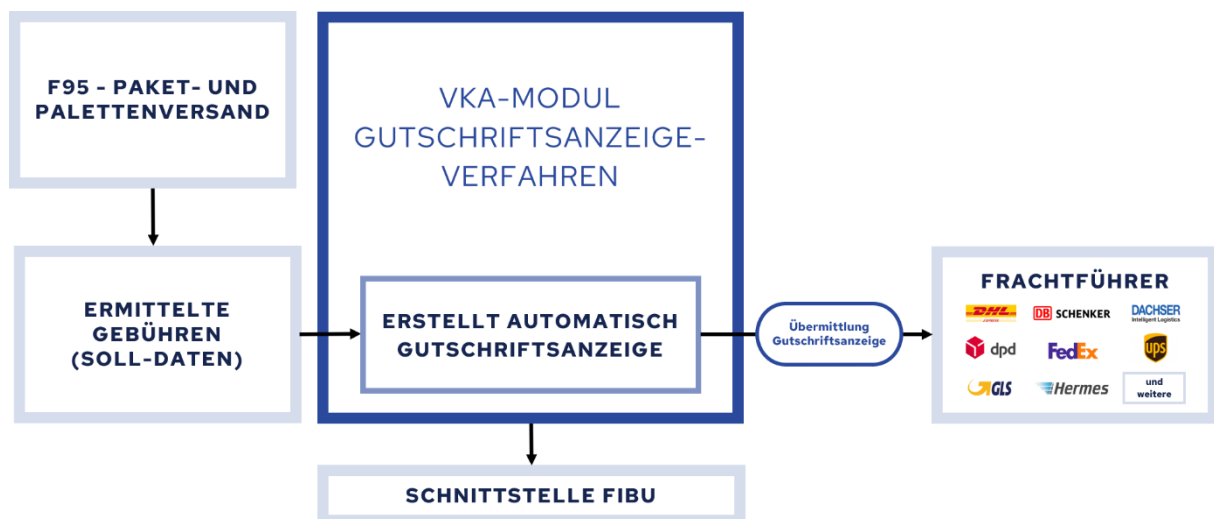 F95 - PAKET- UND
PALETTENVERSAND
VKA-MODUL
GUTSCHRIFTSANZEIGE-
VERFAHREN
ERMITTELTE
GEBÜHREN
(SOLL-DATEN)
ERSTELLT AUTOMATISCH
GUTSCHRIFTSANZEIGE
Übermittlung
Gutschriftsanzeige
FRACHTFÜHRER
DHL
DB SCHENKER
DACHSER
Intelligent Logistics
dpd
FedEx
ups
GLS
Hermes
und
weitere
SCHNITTSTELLE FIBU